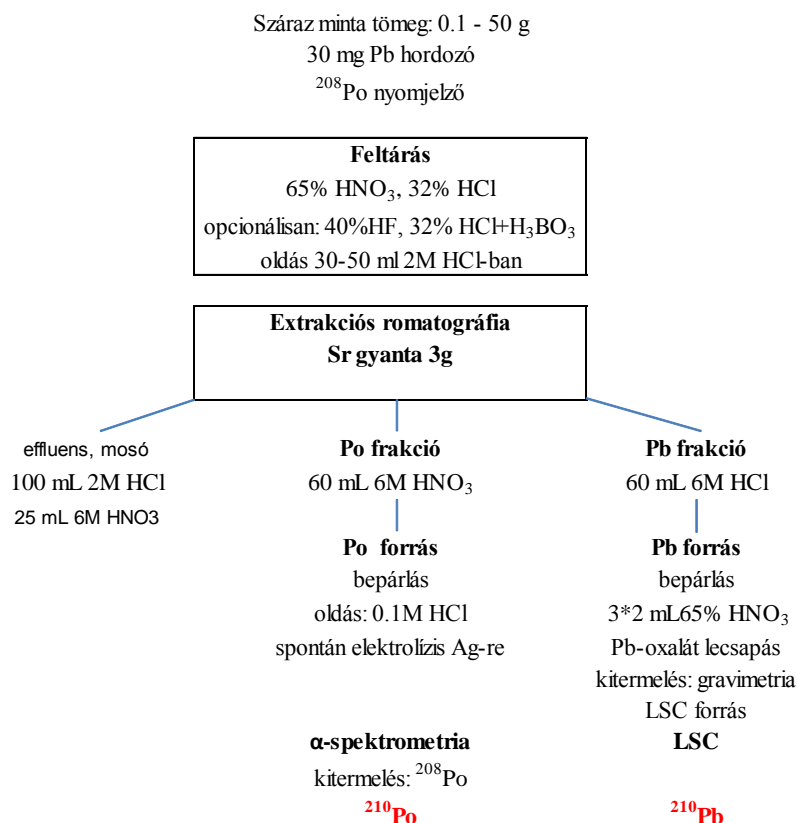 Száraz minta tömeg: 0.1 - 50 g
30 mg Pb hordozó
²⁰⁸Po nyomjelző
Feltárás
65% HNO₃, 32% HCl
opcionálisan: 40%HF, 32% HCl+H₃BO₃
oldás 30-50 ml 2M HCl-ban
Extrakciós romatográfia
Sr gyanta 3g
effluens, mosó
100 mL 2M HCl
25 mL 6M HNO3
Po frakció
60 mL 6M HNO₃
Po forrás
bepárlás
oldás: 0.1M HCl
spontán elektrolízis Ag-re
α-spektrometria
kitermelés: ²⁰⁸Po
²¹⁰Po
Pb frakció
60 mL 6M HCl
Pb forrás
bepárlás
3*2 mL65% HNO₃
Pb-oxalát lecsapás
kitermelés: gravimetria
LSC forrás
LSC
²¹⁰Pb